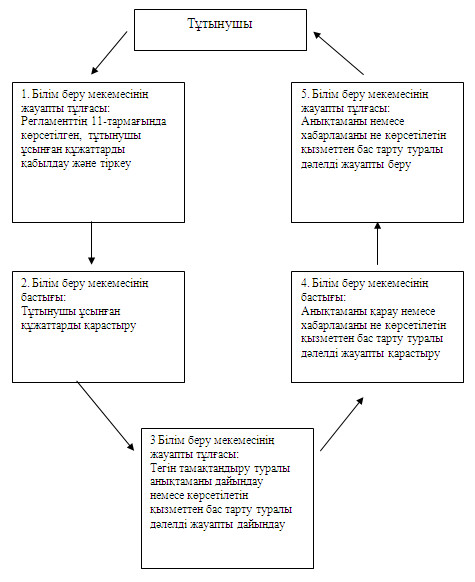 Тұтынушы
1. Білім беру мекемесінің
жауапты тұлғасы:
Регламенттің 11-тармағында
көрсетілген, тұтынушы
ұсынған құжаттарды
қабылдау және тіркеу
2. Білім беру мекемесінің
бастығы:
Тұтынушы ұсынған
құжаттарды қарастыру
3 Білім беру мекемесінің
жауапты тұлғасы:
Тегін тамақтандыру туралы
анықтаманы дайындау
немесе көрсетілетін
қызметтен бас тарту туралы
дәлелді жауапты дайындау
4. Білім беру мекемесінің
бастығы:
Анықтаманы қарау немесе
хабарламаны не көрсетілетін
қызметтен бас тарту туралы
дәлелді жауапты қарастыру
5. Білім беру мекемесінің
жауапты тұлғасы:
Анықтаманы немесе
хабарламаны не көрсетілетін
қызметтен бас тарту туралы
дәлелді жауапты беру